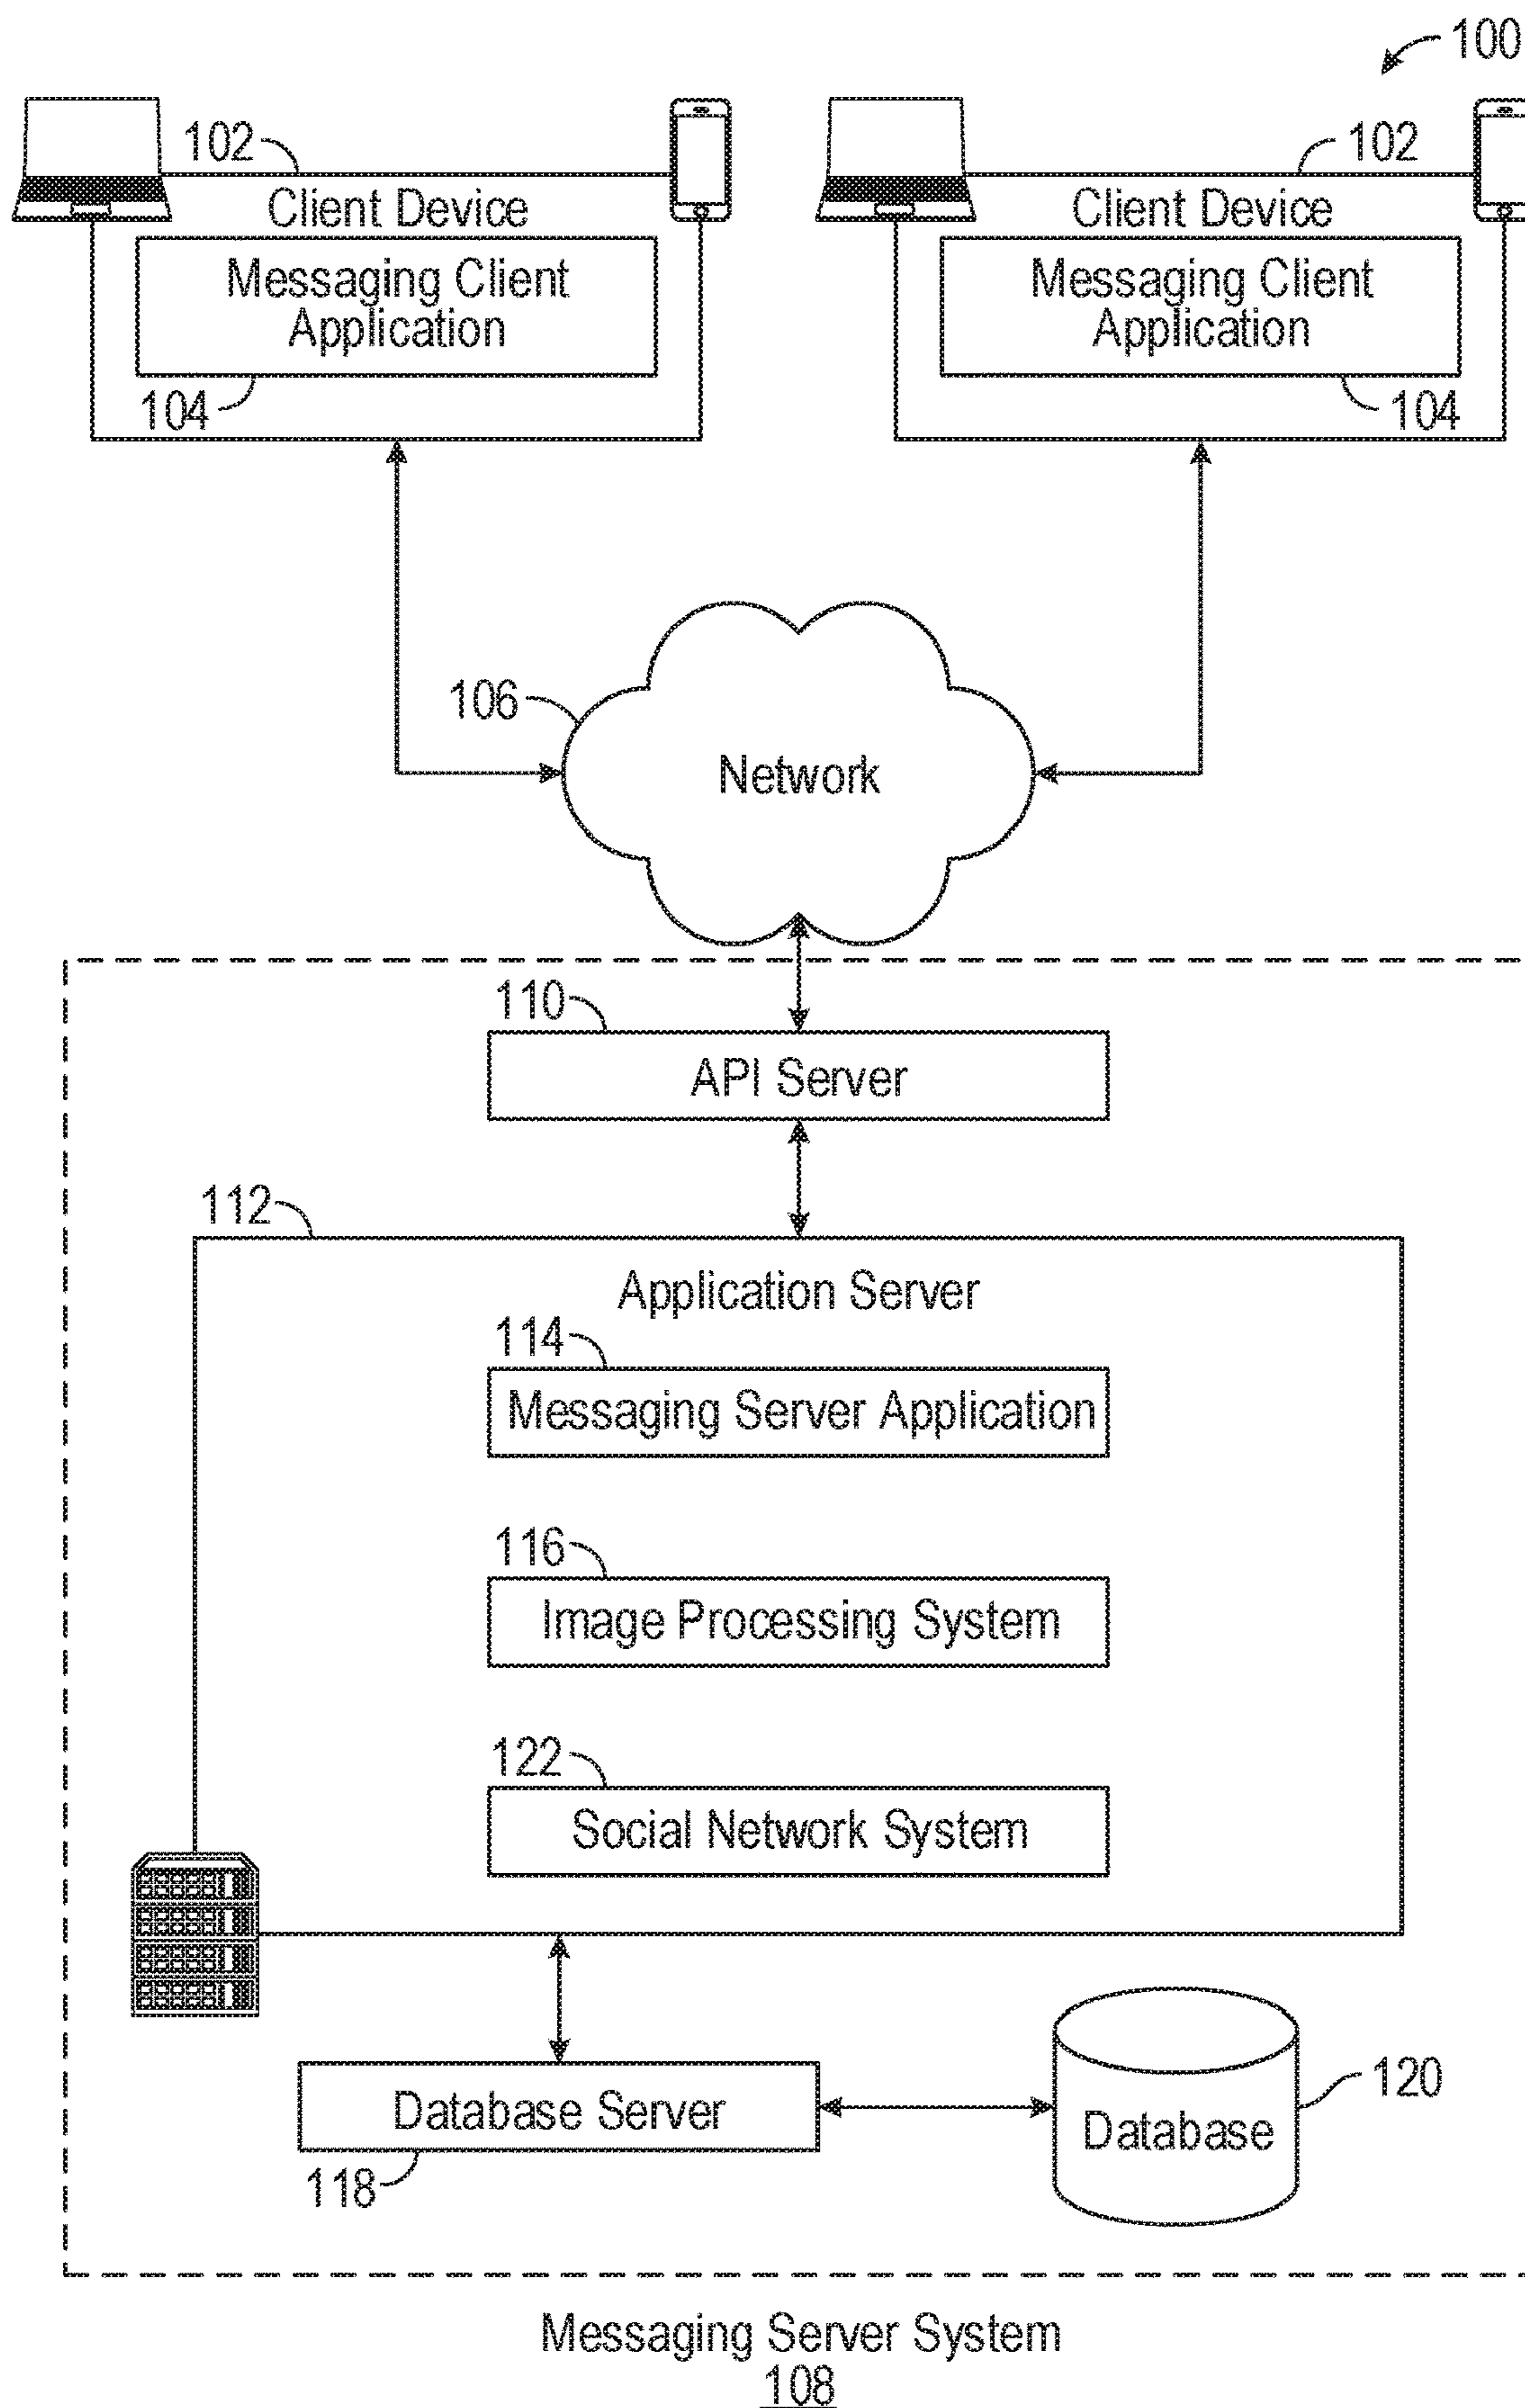 100
102
102
Client Device
Client Device
Messaging Client
Application
Messaging Client
Application
104
104
106
Network
110
API Server
112
Application Server
114
Messaging Server Application
116
Image Processing System
122
Social Network System
Database Server
118
Database
120
Messaging Server System
108